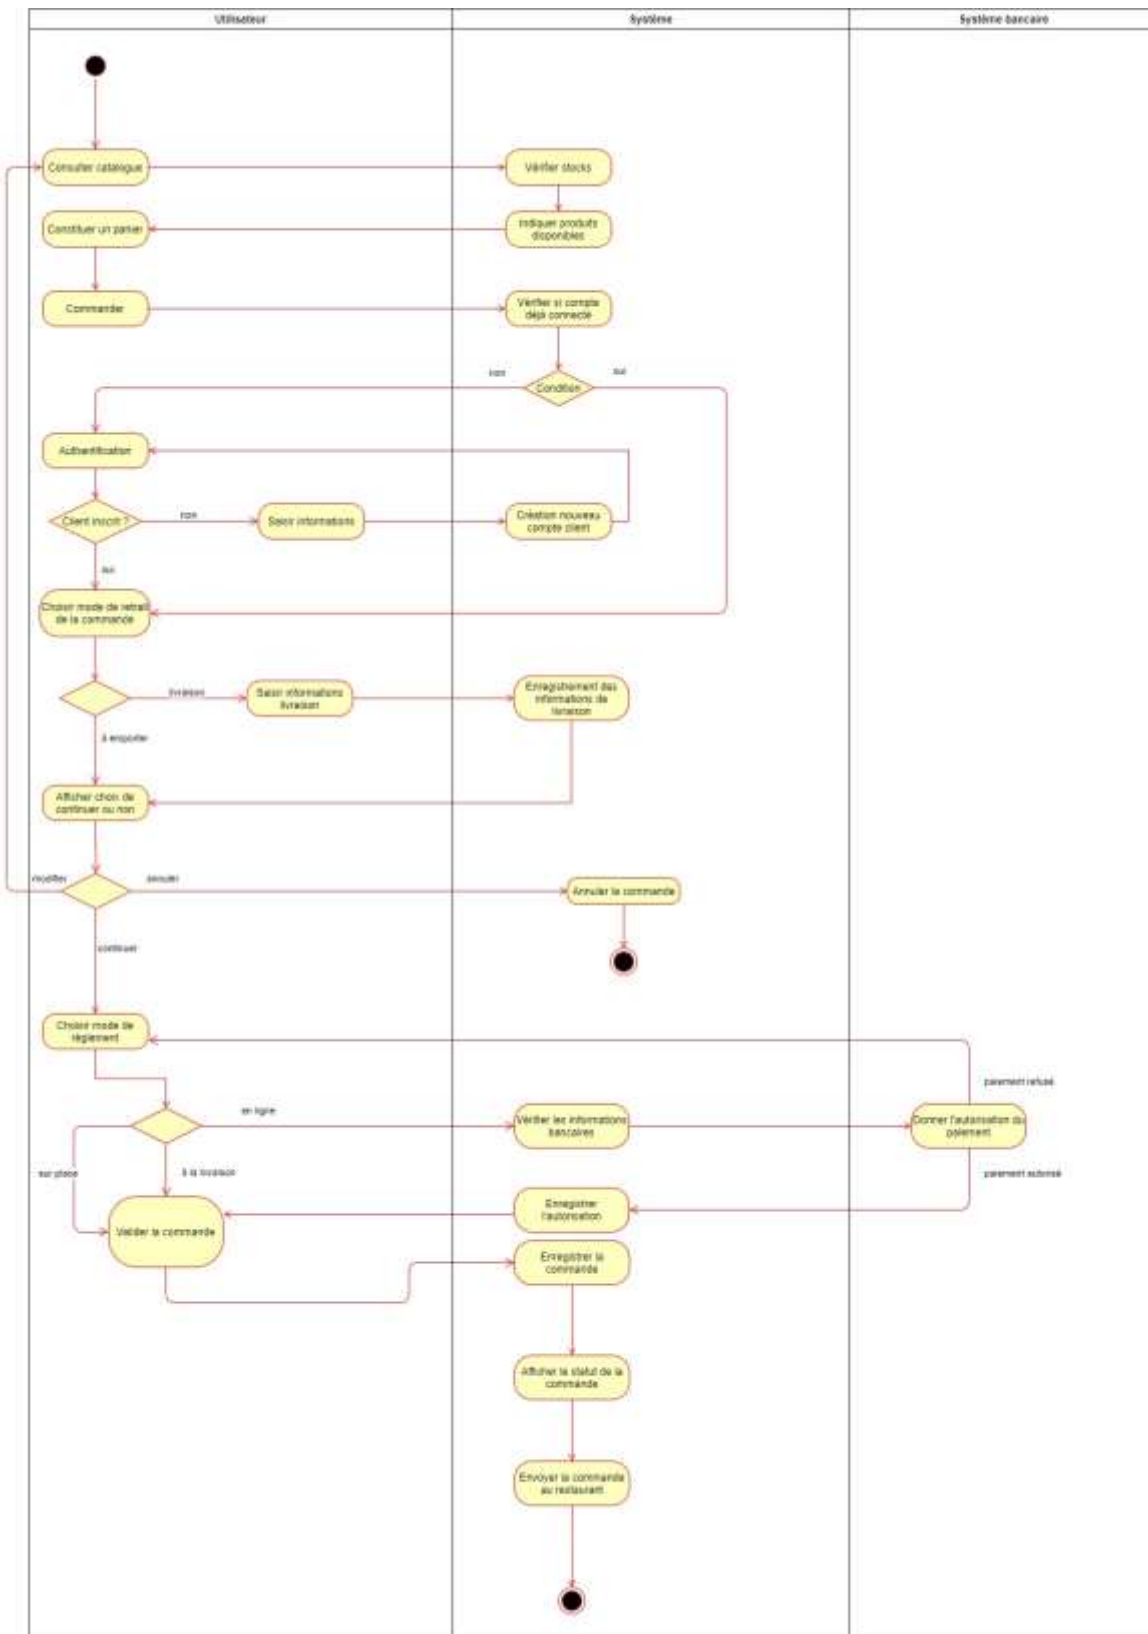 Utilisateur
Système
Système bancaire
Consulter catalogue
Vérifier stocks
Constituer un panier
Indiquer produits
disponibles
Commander
Vérifier si compte
déjà connecté
non
oui
Condition
Authentification
Client inscrit ?
non
Saisir informations
Création nouveau
compte client
oui
Choisir mode de retrait
de la commande
livraison
Saisir informations
livraison
Enregistrement des
informations de
livraison
à emporter
Afficher choix de
continuer ou non
modifier
annuler
Annuler la commande
continuer
Choisir mode de
règlement
paiement refusé
en ligne
Vérifier les informations
bancaires
Donner l'autorisation du
paiement
sur place
à la livraison
paiement autorisé
Enregistrer
l'autorisation
Valider la commande
Enregistrer la
commande
Afficher le statut de la
commande
Envoyer la commande
au restaurant